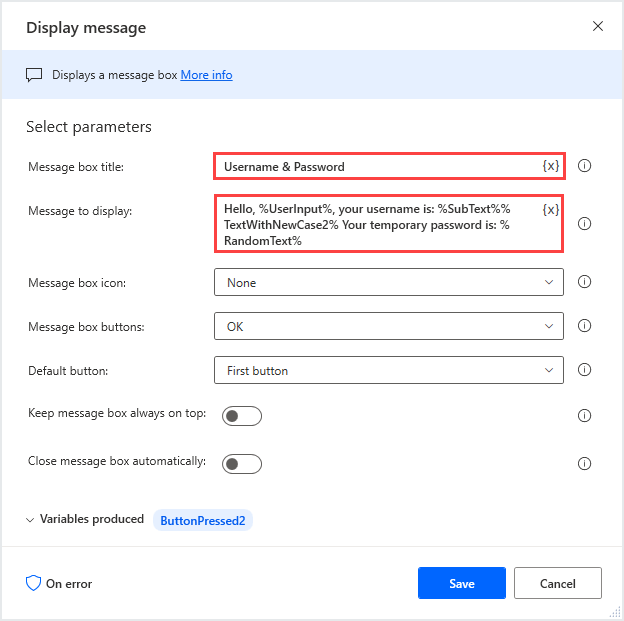 Display message
Displays a message box More info
Select parameters
Message box title:
Username & Password
{x}
Message to display:
Hello, %UserInput%, your username is: %SubText%%
TextWithNewCase2% Your temporary password is: %
RandomText%
{x}
Message box icon:
None
Message box buttons:
OK
Default button:
First button
Keep message box always on top:
Close message box automatically:
Variables produced
ButtonPressed2
On error
Save
Cancel